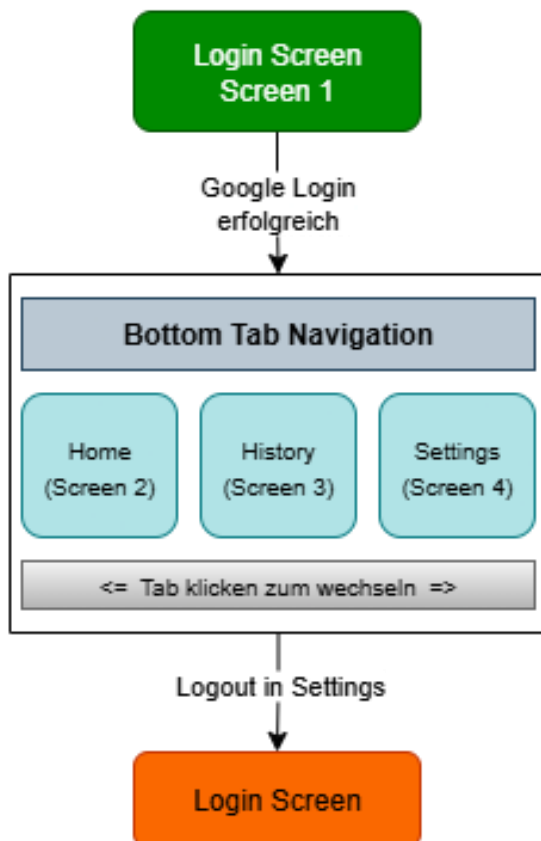 Login Screen
Screen 1
Google Login
erfolgreich
Bottom Tab Navigation
Home
(Screen 2)
History
(Screen 3)
Settings
(Screen 4)
<= Tab klicken zum wechseln =>
Logout in Settings
Login Screen